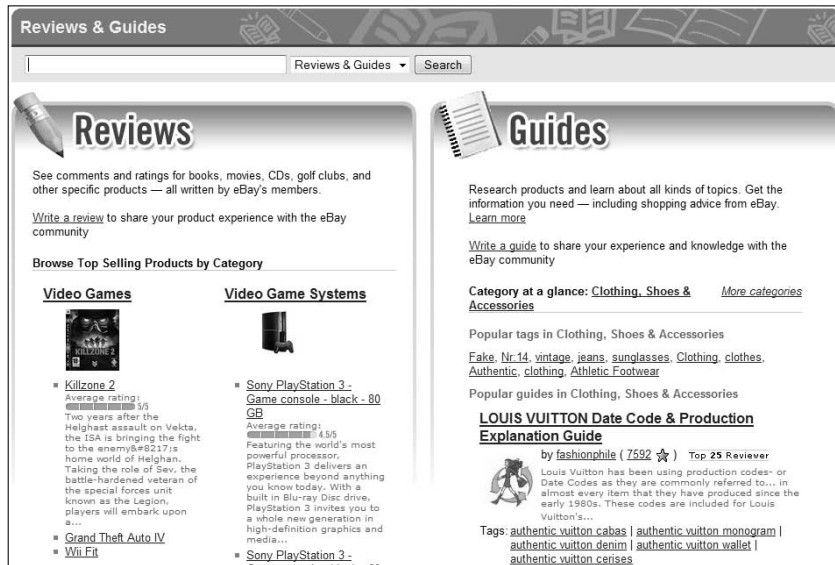 Reviews & Guides
Reviews & Guides
Search
Reviews
See comments and ratings for books, movies, CDs, golf clubs, and
other specific products — all written by eBay's members.
Write a review to share your product experience with the eBay
community
Browse Top Selling Products by Category
Video Games
KILLZONE 2
Killzone 2
Average rating:
5/5
Two years after the
Helghast assault on Vekta,
the ISA is bringing the fight
to the enemy&#8217;s
home world of Helghan.
Taking the role of Sev, the
battle-hardened veteran of
the special forces unit
known as the Legion,
players will embark upon
a...
Grand Theft Auto IV
Wii Fit
Video Game Systems
Sony PlayStation 3 -
Game console - black - 80
GB
Average rating:
4.5/5
Featuring the world's most
powerful processor,
PlayStation 3 delivers an
experience beyond anything
you know today. With a
built in Blu-ray Disc drive,
PlayStation 3 invites you to
a whole new generation in
high-definition graphics and
media...
Sony PlayStation 3 -
Guides
Research products and learn about all kinds of topics. Get the
information you need — including shopping advice from eBay.
Learn more
Write a guide to share your experience and knowledge with the
eBay community
Category at a glance: Clothing, Shoes &
Accessories
More categories
Popular tags in Clothing, Shoes & Accessories
Fake, Nr:14, vintage, jeans, sunglasses, Clothing, clothes,
Authentic, clothing, Athletic Footwear
Popular guides in Clothing, Shoes & Accessories
LOUIS VUITTON Date Code & Production
Explanation Guide
by fashionphile ( 7592 ) Top 25 Reviewer
Louis Vuitton has been using production codes- or
Date Codes as they are commonly referred to... in
almost every item that they have produced since the
early 1980s. These codes are included for Louis
Vuitton's...
Tags: authentic vuitton cabas | authentic vuitton monogram |
authentic vuitton denim | authentic vuitton wallet |
authentic vuitton cerises